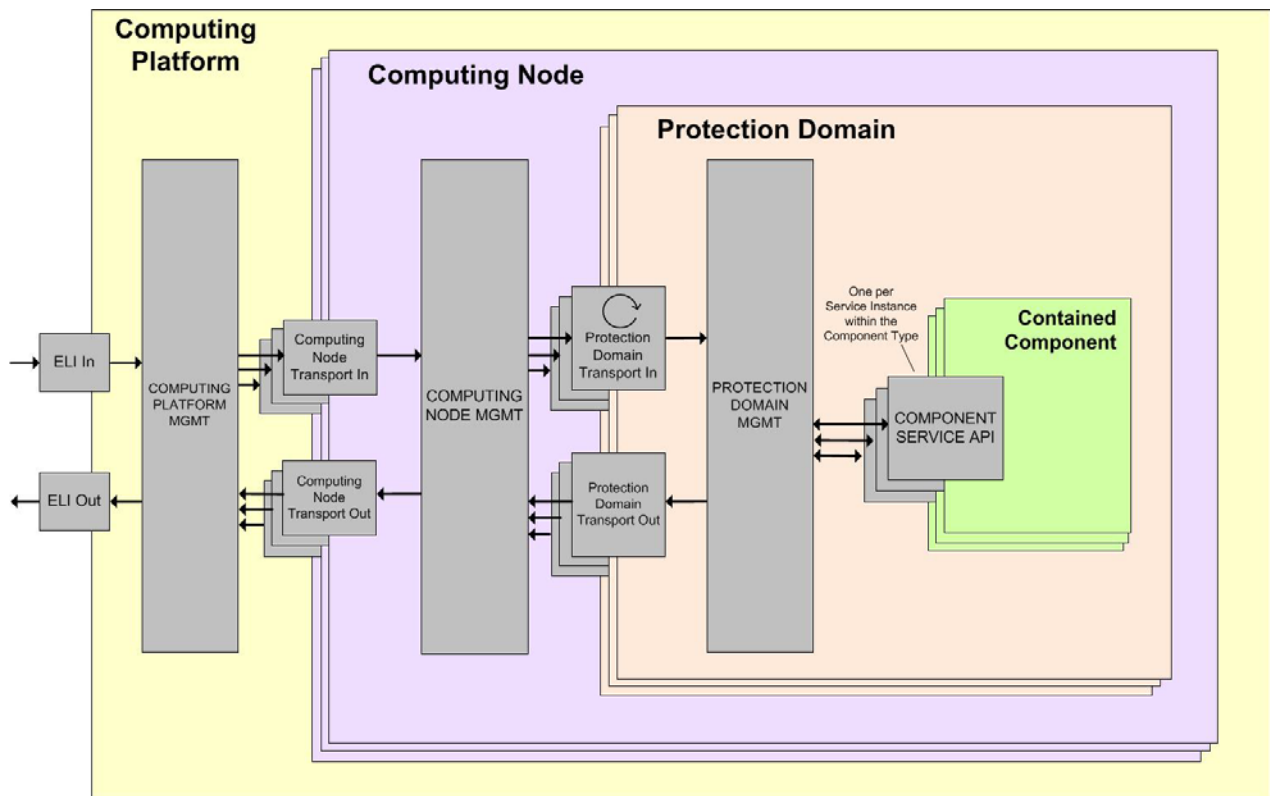 Computing
Platform
Computing Node
Protection Domain
One per
Service Instance
within the
Component Type
Contained
Component
ELI In
COMPUTING
PLATFORM
MGMT
Computing
Node
Transport In
COMPUTING
NODE MGMT
Protection
Domain
Transport In
PROTECTION
DOMAIN
MGMT
COMPONENT
SERVICE API
ELI Out
Computing
Node
Transport Out
Protection
Domain
Transport Out